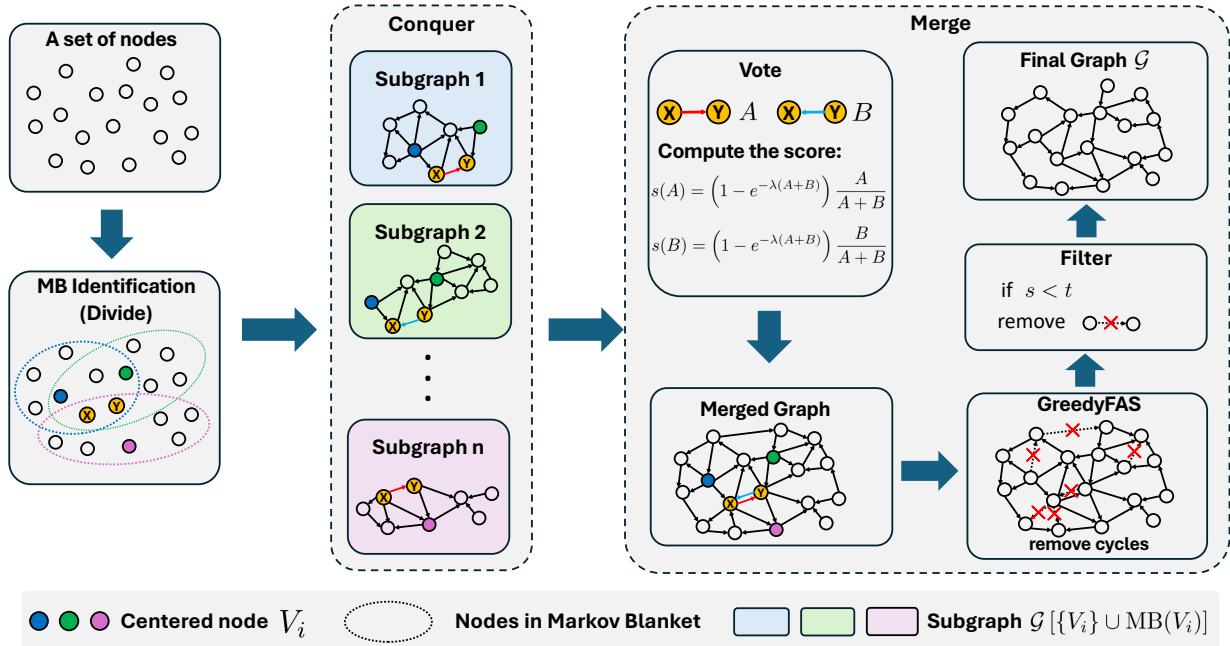 A set of nodes
MB Identification
(Divide)
X
Y
Conquer
Subgraph 1
X
Y
Subgraph 2
X
Y
Subgraph n
X
Y
Merge
Vote
X Y A X Y B
Compute the score:
s(A) = (1 − e^{−λ(A+B)}) A / (A + B)
s(B) = (1 − e^{−λ(A+B)}) B / (A + B)
Merged Graph
X
Y
GreedyFAS
remove cycles
Filter
if s < t
remove
Final Graph 𝒢
Centered node V_i
Nodes in Markov Blanket
Subgraph 𝒢 [{V_i} ∪ MB(V_i)]